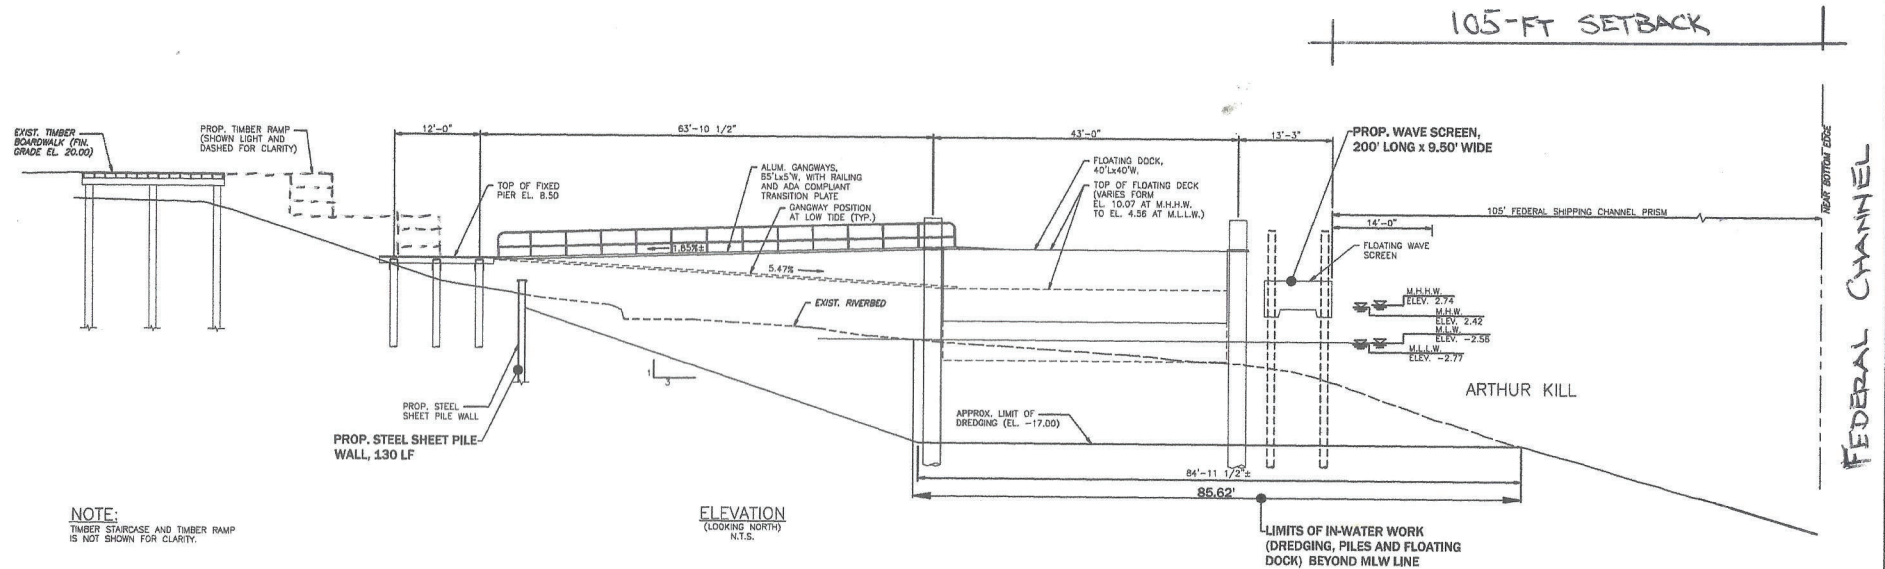 105-FT SETBACK
EXIST. TIMBER
BOARDWALK (FIN.
GRADE EL. 20.00)
PROP. TIMBER RAMP
(SHOWN LIGHT AND
DASHED FOR CLARITY)
12'-0"
63'-10 1/2"
43'-0"
13'-3"
PROP. WAVE SCREEN,
200' LONG x 9.50' WIDE
TOP OF FIXED
PIER EL. 8.50
ALUM. GANGWAYS,
65'Lx5'W, WITH RAILING
AND ADA COMPLIANT
TRANSITION PLATE
GANGWAY POSITION
AT LOW TIDE (TYP.)
FLOATING DOCK,
40'Lx40'W.
TOP OF FLOATING DECK
(VARIES FORM
EL. 10.07 AT M.H.H.W.
TO EL. 4.56 AT M.L.L.W.)
105' FEDERAL SHIPPING CHANNEL PRISM
14'-0"
FLOATING WAVE
SCREEN
NEAR BOTTOM EDGE
FEDERAL CHANNEL
1.85%±
5.47%
EXIST. RIVERBED
M.H.H.W.
ELEV. 2.74
M.H.W.
ELEV. 2.42
M.L.W.
ELEV. -2.56
M.L.L.W.
ELEV. -2.77
1
3
ARTHUR KILL
PROP. STEEL
SHEET PILE WALL
PROP. STEEL SHEET PILE
WALL, 130 LF
APPROX. LIMIT OF
DREDGING (EL. -17.00)
84'-11 1/2"±
85.62'
LIMITS OF IN-WATER WORK
(DREDGING, PILES AND FLOATING
DOCK) BEYOND MLW LINE
NOTE:
TIMBER STAIRCASE AND TIMBER RAMP
IS NOT SHOWN FOR CLARITY.
ELEVATION
(LOOKING NORTH)
N.T.S.